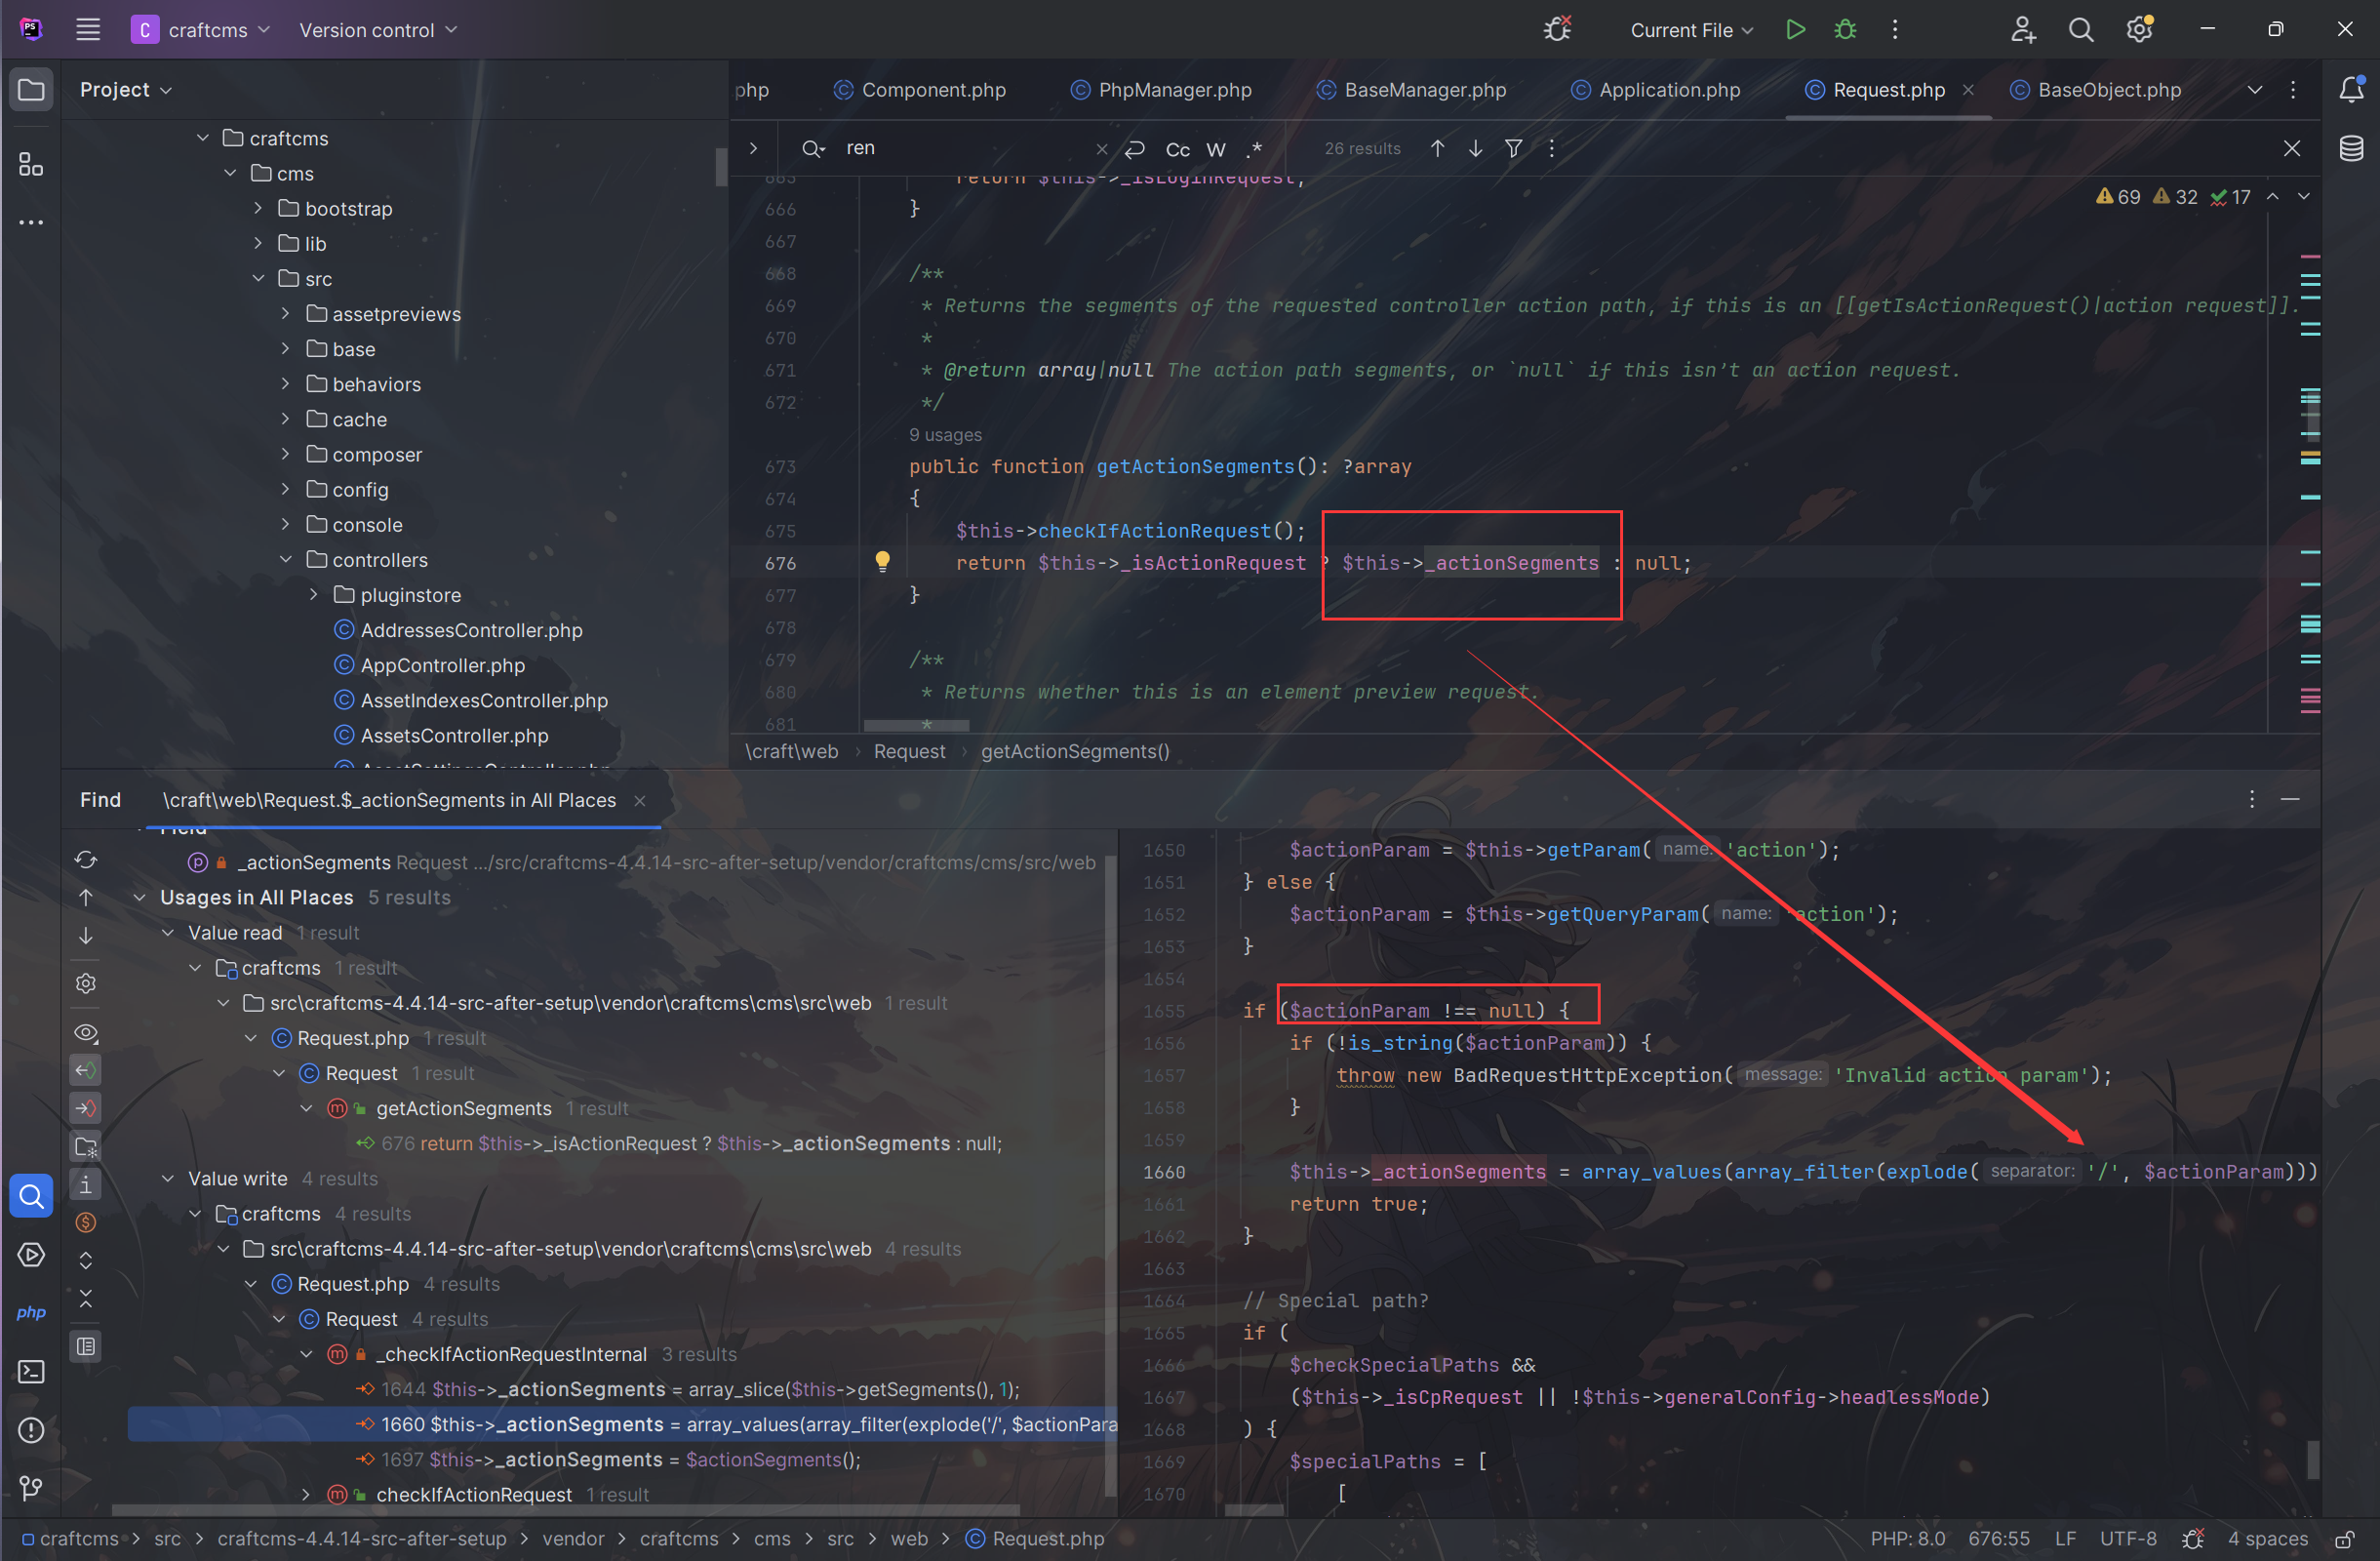 C craftcms Version control Current File
Project
php Component.php PhpManager.php BaseManager.php Application.php Request.php BaseObject.php
ren Cc W .* 26 results
69 32 17
craftcms
cms
bootstrap
lib
src
assetpreviews
base
behaviors
cache
composer
config
console
controllers
pluginstore
AddressesController.php
AppController.php
AssetIndexesController.php
AssetsController.php
AssetSettingsController.php
665 return $this->_isLoginRequest;
666 }
667
668 /**
669 * Returns the segments of the requested controller action path, if this is an [[getIsActionRequest()|action request]].
670 *
671 * @return array|null The action path segments, or `null` if this isn't an action request.
672 */
9 usages
673 public function getActionSegments(): ?array
674 {
675 $this->checkIfActionRequest();
676 return $this->_isActionRequest ? $this->_actionSegments : null;
677 }
678
679 /**
680 * Returns whether this is an element preview request.
681 *
\craft\web › Request › getActionSegments()
Find \craft\web\Request.$_actionSegments in All Places
Field
_actionSegments Request .../src/craftcms-4.4.14-src-after-setup/vendor/craftcms/cms/src/web
Usages in All Places 5 results
Value read 1 result
craftcms 1 result
src\craftcms-4.4.14-src-after-setup\vendor\craftcms\cms\src\web 1 result
Request.php 1 result
Request 1 result
getActionSegments 1 result
676 return $this->_isActionRequest ? $this->_actionSegments : null;
Value write 4 results
craftcms 4 results
src\craftcms-4.4.14-src-after-setup\vendor\craftcms\cms\src\web 4 results
Request.php 4 results
Request 4 results
_checkIfActionRequestInternal 3 results
1644 $this->_actionSegments = array_slice($this->getSegments(), 1);
1660 $this->_actionSegments = array_values(array_filter(explode('/', $actionPara
1697 $this->_actionSegments = $actionSegments();
checkIfActionRequest 1 result
1650 $actionParam = $this->getParam( name: 'action');
1651 } else {
1652 $actionParam = $this->getQueryParam( name: 'action');
1653 }
1654
1655 if ($actionParam !== null) {
1656 if (!is_string($actionParam)) {
1657 throw new BadRequestHttpException( message: 'Invalid action param');
1658 }
1659
1660 $this->_actionSegments = array_values(array_filter(explode( separator: '/', $actionParam)))
1661 return true;
1662 }
1663
1664 // Special path?
1665 if (
1666 $checkSpecialPaths &&
1667 ($this->_isCpRequest || !$this->generalConfig->headlessMode)
1668 ) {
1669 $specialPaths = [
1670 [
php
craftcms > src > craftcms-4.4.14-src-after-setup > vendor > craftcms > cms > src > web > Request.php PHP: 8.0 676:55 LF UTF-8 4 spaces